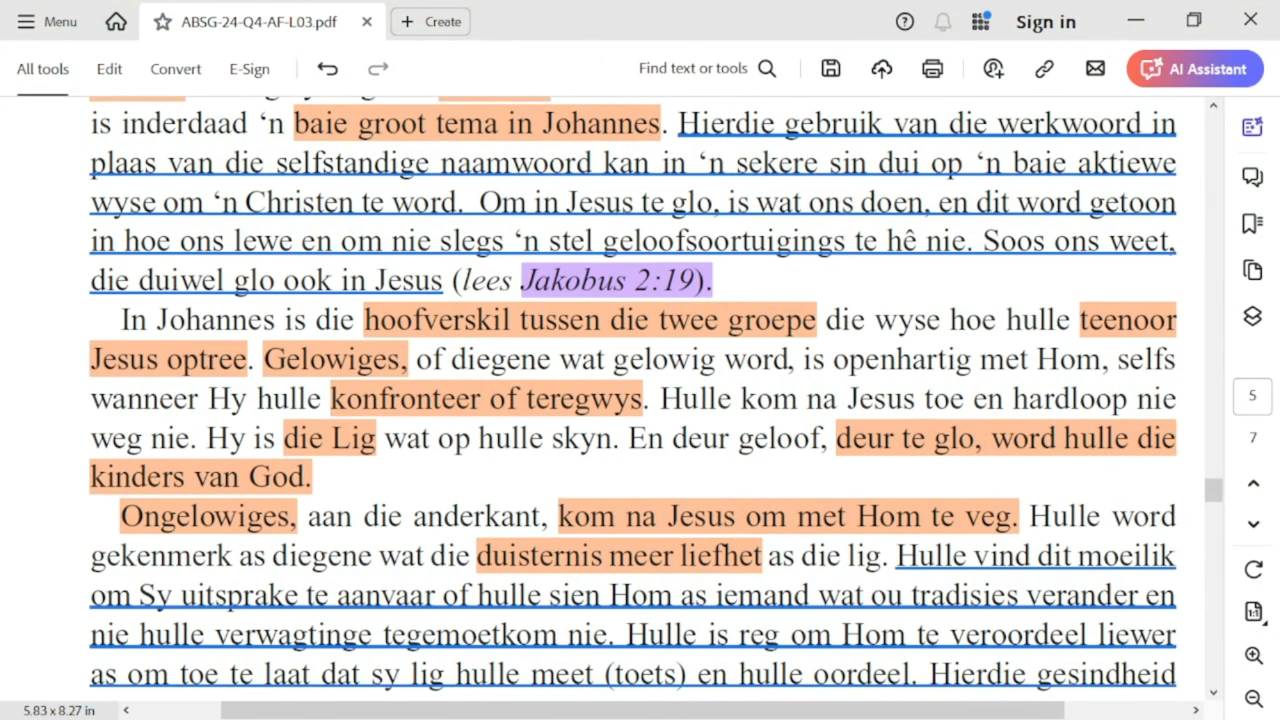 Menu
ABSG-24-Q4-AF-L03.pdf
Create
Sign in
All tools
Edit
Convert
E-Sign
Find text or tools
AI Assistant
is inderdaad ‘n baie groot tema in Johannes. Hierdie gebruik van die werkwoord in
plaas van die selfstandige naamwoord kan in ‘n sekere sin dui op ‘n baie aktiewe
wyse om ‘n Christen te word. Om in Jesus te glo, is wat ons doen, en dit word getoon
in hoe ons lewe en om nie slegs ‘n stel geloofsoortuigings te hê nie. Soos ons weet,
die duiwel glo ook in Jesus (lees Jakobus 2:19).
In Johannes is die hoofverskil tussen die twee groepe die wyse hoe hulle teenoor
Jesus optree. Gelowiges, of diegene wat gelowig word, is openhartig met Hom, selfs
wanneer Hy hulle konfronteer of teregwys. Hulle kom na Jesus toe en hardloop nie
weg nie. Hy is die Lig wat op hulle skyn. En deur geloof, deur te glo, word hulle die
kinders van God.
Ongelowiges, aan die anderkant, kom na Jesus om met Hom te veg. Hulle word
gekenmerk as diegene wat die duisternis meer liefhet as die lig. Hulle vind dit moeilik
om Sy uitsprake te aanvaar of hulle sien Hom as iemand wat ou tradisies verander en
nie hulle verwagtinge tegemoetkom nie. Hulle is reg om Hom te veroordeel liewer
as om toe te laat dat sy lig hulle meet (toets) en hulle oordeel. Hierdie gesindheid
5
7
5.83 x 8.27 in